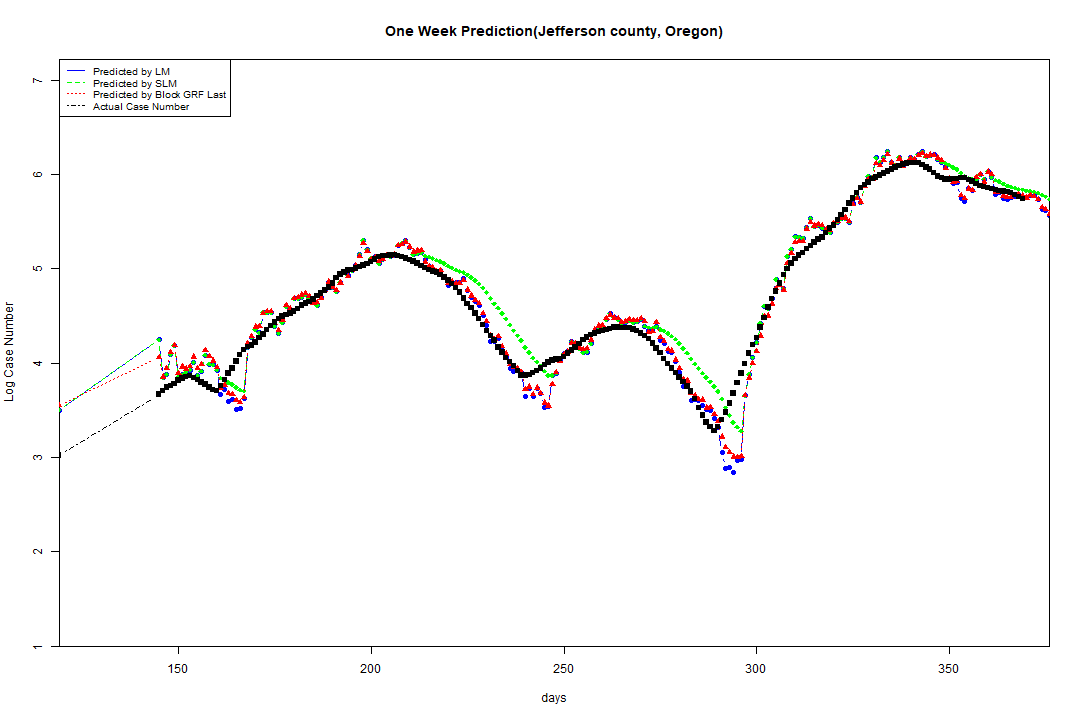 One Week Prediction(Jefferson county, Oregon)
Predicted by LM
Predicted by SLM
Predicted by Block GRF Last
Actual Case Number
7
6
5
4
3
2
1
Log Case Number
150 200 250 300 350
days